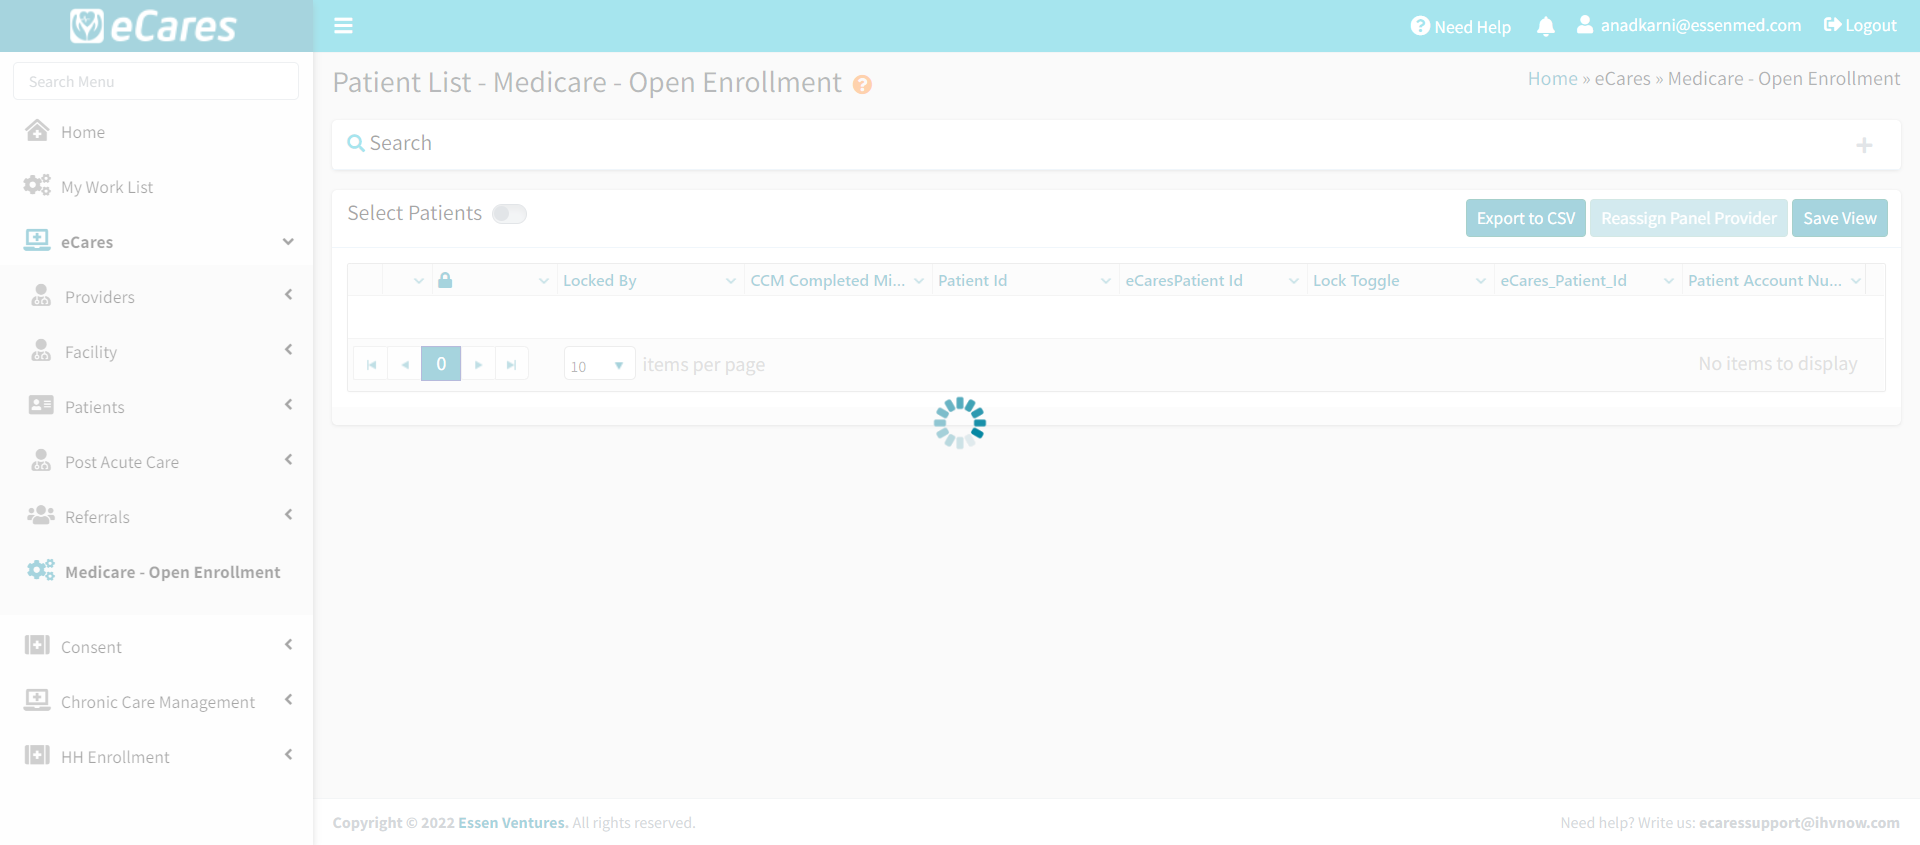 eCares
Need Help
anadkarni@essenmed.com
Logout
Search Menu
Home
My Work List
eCares
Providers
Facility
Patients
Post Acute Care
Referrals
Medicare - Open Enrollment
Consent
Chronic Care Management
HH Enrollment
Patient List - Medicare - Open Enrollment
Home » eCares » Medicare - Open Enrollment
Search
Select Patients
Export to CSV
Reassign Panel Provider
Save View
Locked By
CCM Completed Mi...
Patient Id
eCaresPatient Id
Lock Toggle
eCares_Patient_Id
Patient Account Nu...
0
10
items per page
No items to display
Copyright © 2022 Essen Ventures. All rights reserved.
Need help? Write us: ecaressupport@ihvnow.com